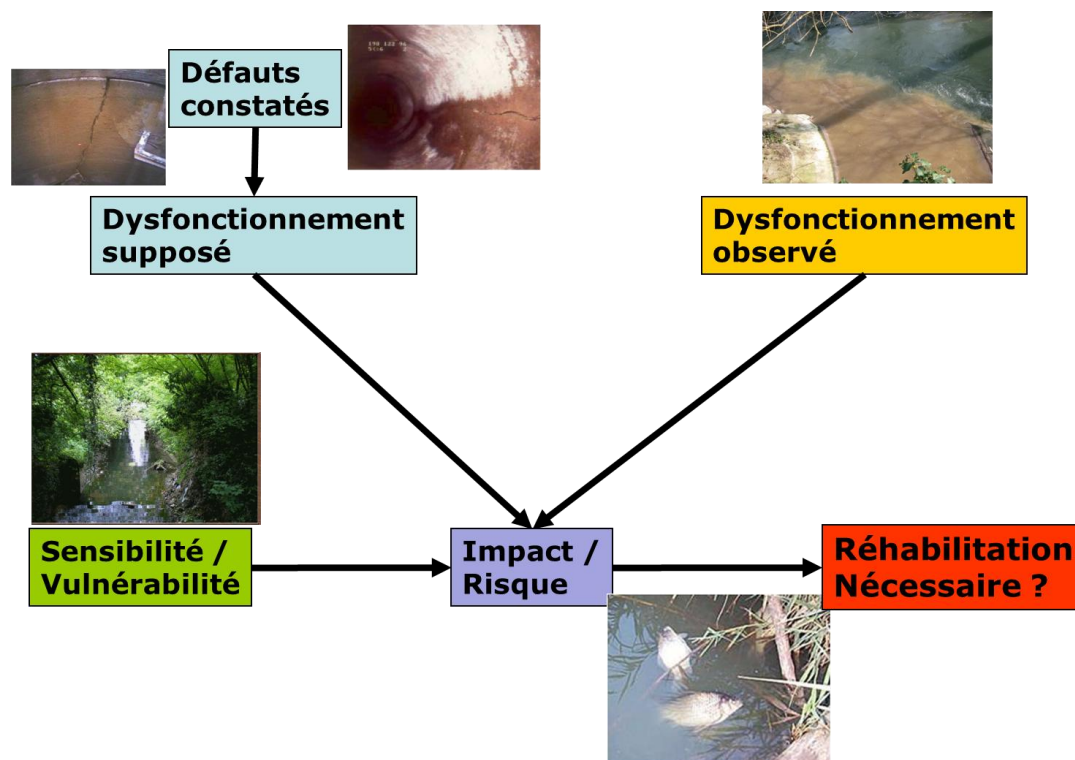 Défauts
constatés
Dysfonctionnement
supposé
Dysfonctionnement
observé
Sensibilité /
Vulnérabilité
Impact /
Risque
Réhabilitation
Nécessaire ?